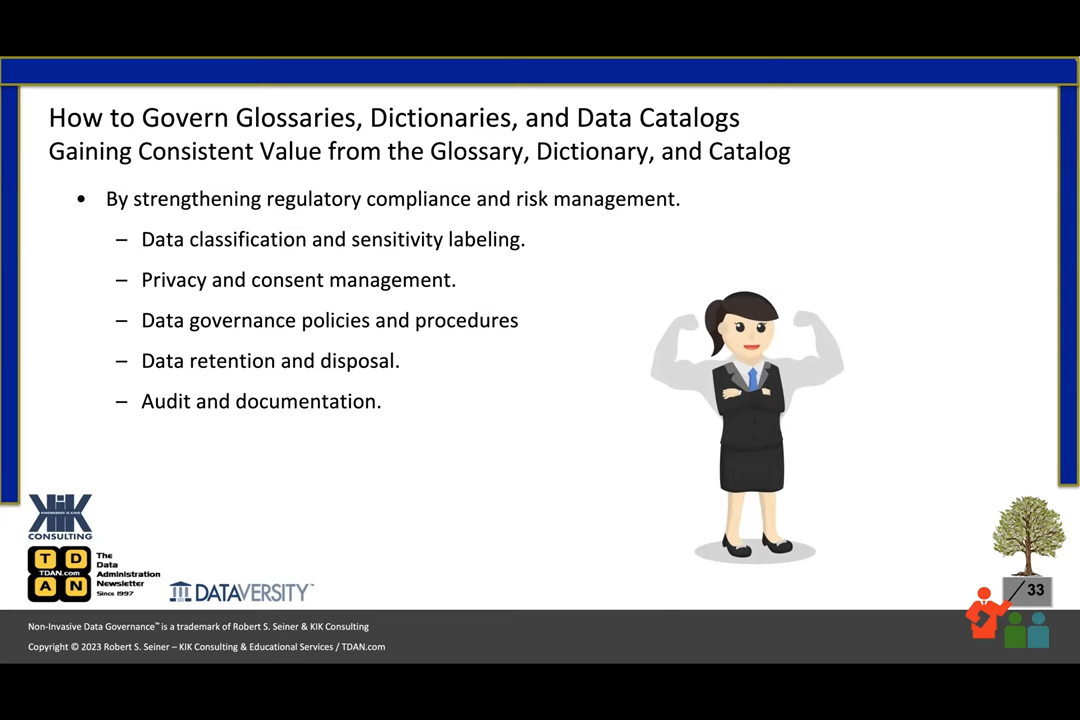 How to Govern Glossaries, Dictionaries, and Data Catalogs
Gaining Consistent Value from the Glossary, Dictionary, and Catalog
• By strengthening regulatory compliance and risk management.
– Data classification and sensitivity labeling.
– Privacy and consent management.
– Data governance policies and procedures
– Data retention and disposal.
– Audit and documentation.
KIK
KNOWLEDGE IS KING
CONSULTING
T D
TDAN.com
A N
The
Data
Administration
Newsletter
Since 1997
DATAVERSITY™
33
Non-Invasive Data Governance™ is a trademark of Robert S. Seiner & KIK Consulting
Copyright © 2023 Robert S. Seiner – KIK Consulting & Educational Services / TDAN.com